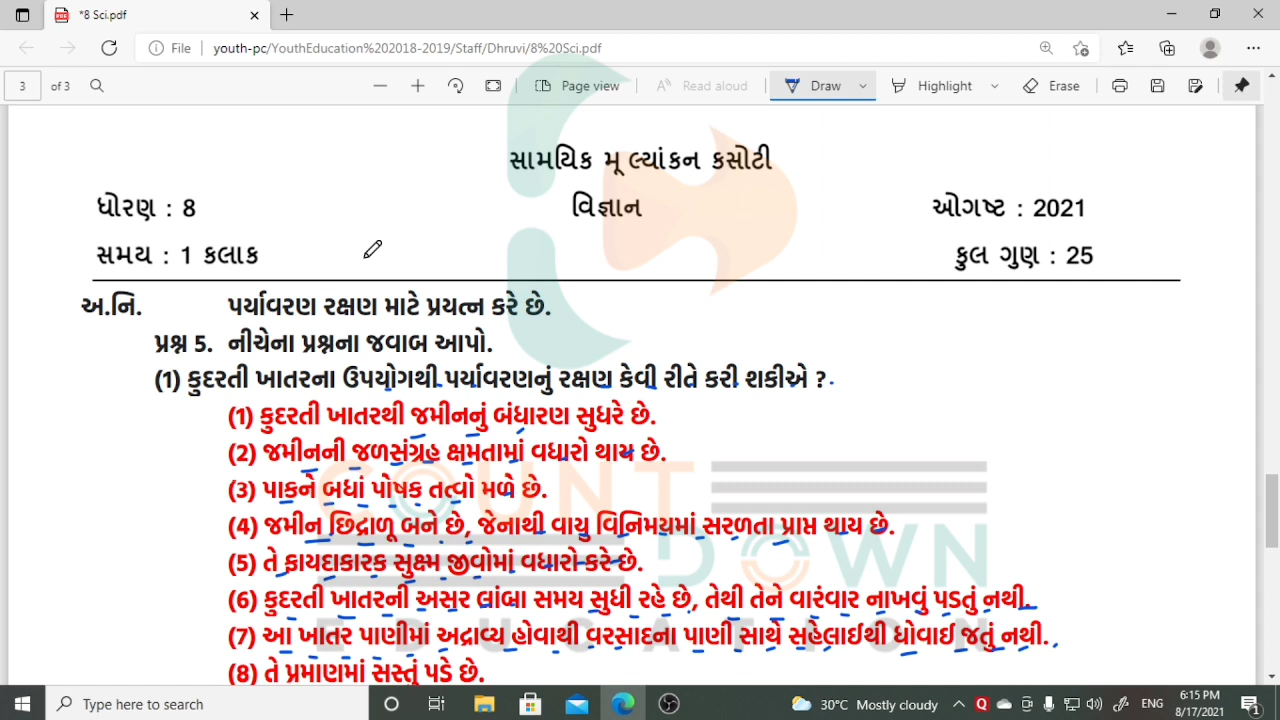 *8 Sci.pdf
File youth-pc/YouthEducation%202018-2019/Staff/Dhruvi/8%20Sci.pdf
3 of 3 Page view Read aloud Draw Highlight Erase
સામયિક મૂ લ્યાંકન કસોટી
ધોરણ : 8 વિજ્ઞાન ઓગષ્ટ : 2021
સમય : 1 કલાક કુલ ગુણ : 25
અ.નિ. પર્યાવરણ રક્ષણ માટે પ્રયત્ન કરે છે.
પ્રશ્ન 5. નીચેના પ્રશ્નના જવાબ આપો.
(1) કુદરતી ખાતરના ઉપયોગથી પર્યાવરણનું રક્ષણ કેવી રીતે કરી શકીએ ?
(1) કુદરતી ખાતરથી જમીનનું બંધારણ સુધરે છે.
(2) જમીનની જળસંગ્રહ ક્ષમતામાં વધારો થાય છે.
(3) પાકને બધાં પોષક તત્વો મળે છે.
(4) જમીન છિદ્રાળૂ બને છે, જેનાથી વાયુ વિનિમયમાં સરળતા પ્રાપ્ત થાય છે.
(5) તે ફાયદાકારક સુક્ષ્મ જીવોમાં વધારો કરે છે.
(6) કુદરતી ખાતરની અસર લાંબા સમય સુધી રહે છે, તેથી તેને વારંવાર નાખવું પડતું નથી.
(7) આ ખાતર પાણીમાં અદ્રાવ્ય હોવાથી વરસાદના પાણી સાથે સહેલાઈથી ધોવાઈ જતું નથી.
(8) તે પ્રમાણમાં સસ્તું પડે છે.
COUNT
DOWN
EDUCATION
Type here to search 30°C Mostly cloudy ENG 6:15 PM
8/17/2021